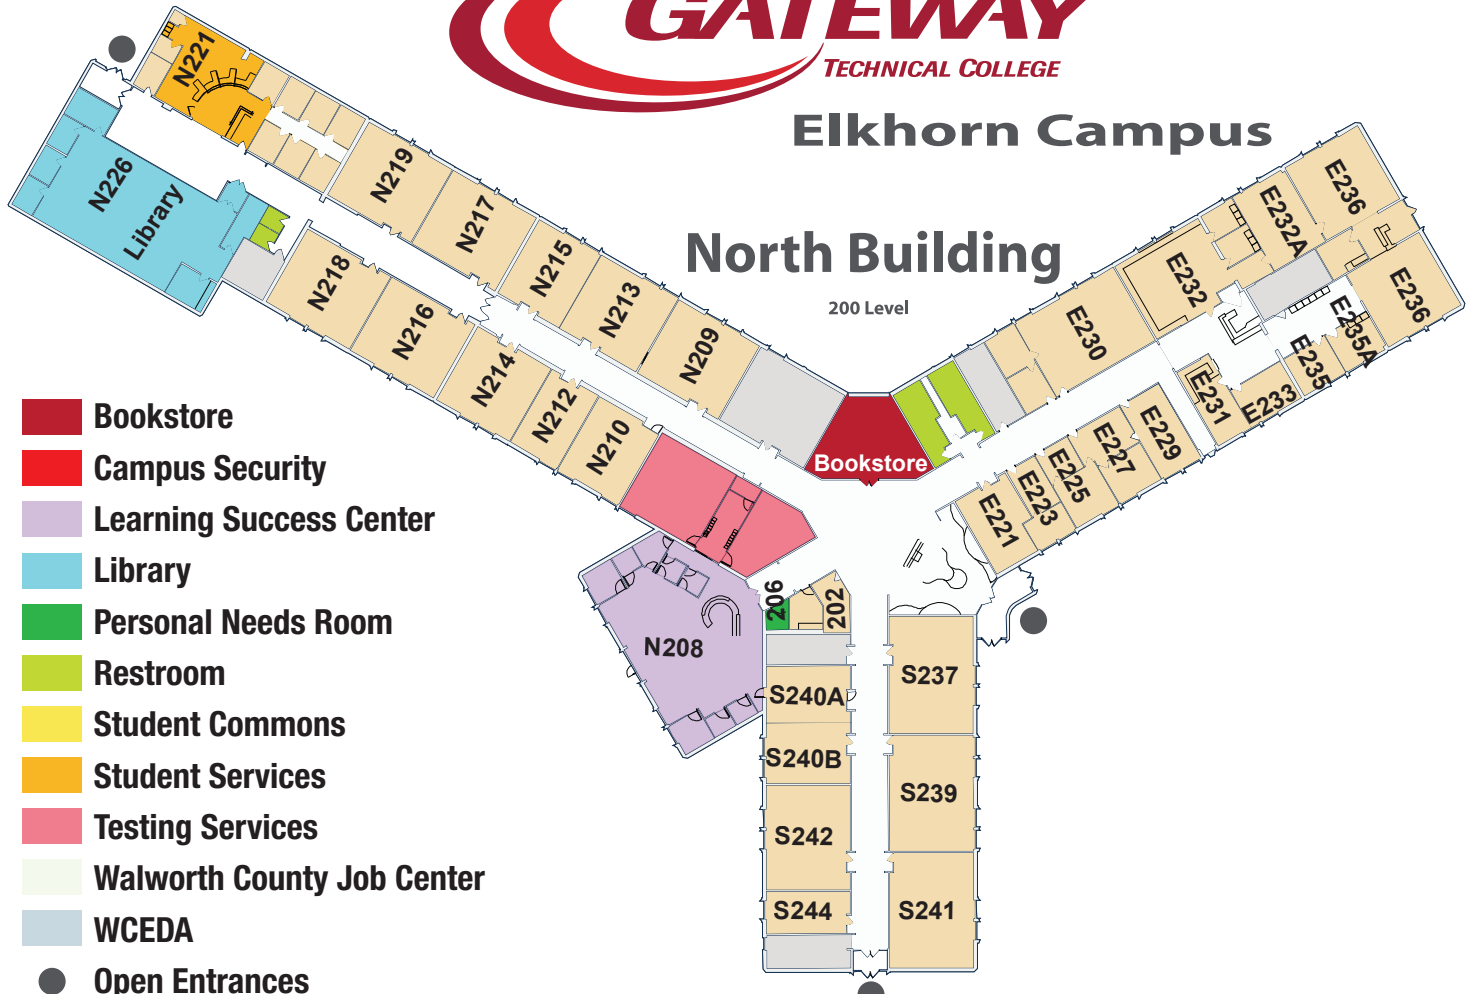 GATEWAY
TECHNICAL COLLEGE
Elkhorn Campus
North Building
200 Level
N221
N226
Library
N219
N217
N215
N213
N209
N218
N216
N214
N212
N210
Bookstore
E230
E232
E232A
E236
E236
E235A
E235
E233
E231
E229
E227
E225
E223
E221
206
202
N208
S237
S240A
S240B
S239
S242
S244
S241
Bookstore
Campus Security
Learning Success Center
Library
Personal Needs Room
Restroom
Student Commons
Student Services
Testing Services
Walworth County Job Center
WCEDA
Open Entrances